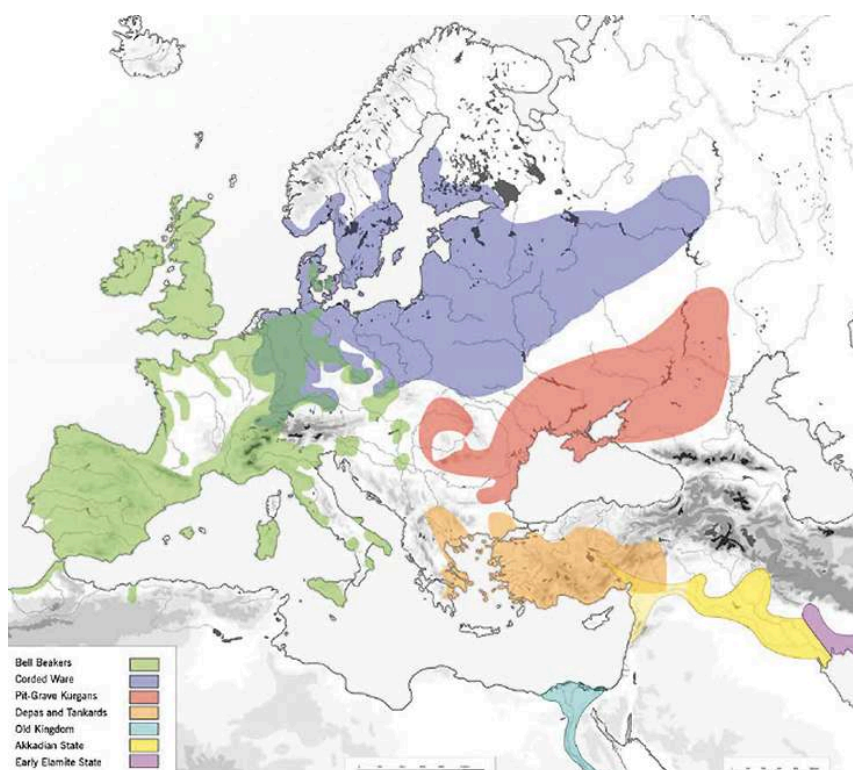 Bell Beakers
Corded Ware
Pit-Grave Kurgans
Depas and Tankards
Old Kingdom
Akkadian State
Early Elamite State